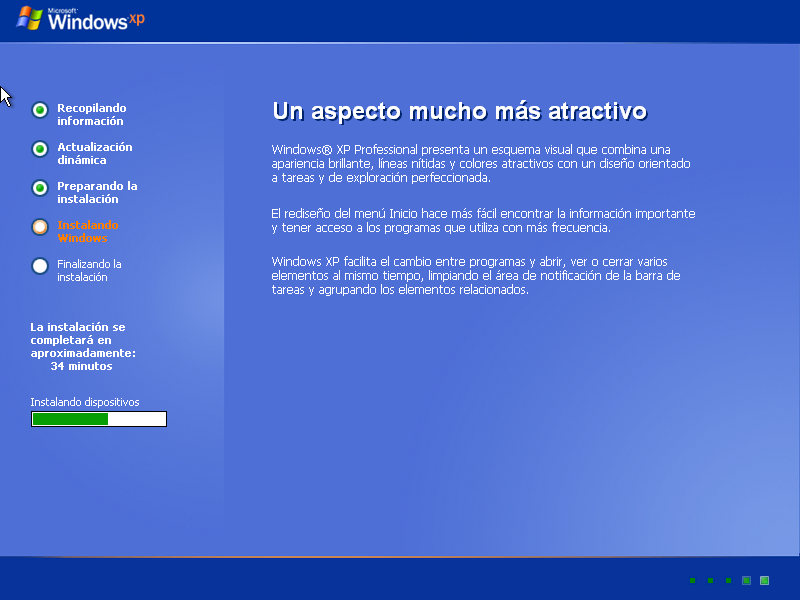 Microsoft®
Windows xp
Recopilando
información
Actualización
dinámica
Preparando la
instalación
Instalando
Windows
Finalizando la
instalación
La instalación se
completará en
aproximadamente:
34 minutos
Instalando dispositivos
Un aspecto mucho más atractivo
Windows® XP Professional presenta un esquema visual que combina una
apariencia brillante, líneas nítidas y colores atractivos con un diseño orientado
a tareas y de exploración perfeccionada.
El rediseño del menú Inicio hace más fácil encontrar la información importante
y tener acceso a los programas que utiliza con más frecuencia.
Windows XP facilita el cambio entre programas y abrir, ver o cerrar varios
elementos al mismo tiempo, limpiando el área de notificación de la barra de
tareas y agrupando los elementos relacionados.